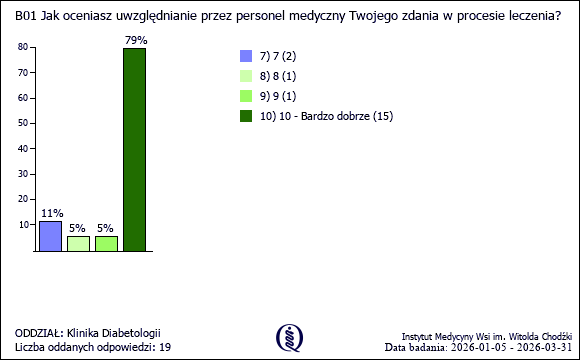 B01 Jak oceniasz uwzględnianie przez personel medyczny Twojego zdania w procesie leczenia?
80
70
60
50
40
30
20
10
11%
5%
5%
79%
7) 7 (2)
8) 8 (1)
9) 9 (1)
10) 10 - Bardzo dobrze (15)
ODDZIAŁ: Klinika Diabetologii
Liczba oddanych odpowiedzi: 19
Instytut Medycyny Wsi im. Witolda Chodźki
Data badania: 2026-01-05 - 2026-03-31